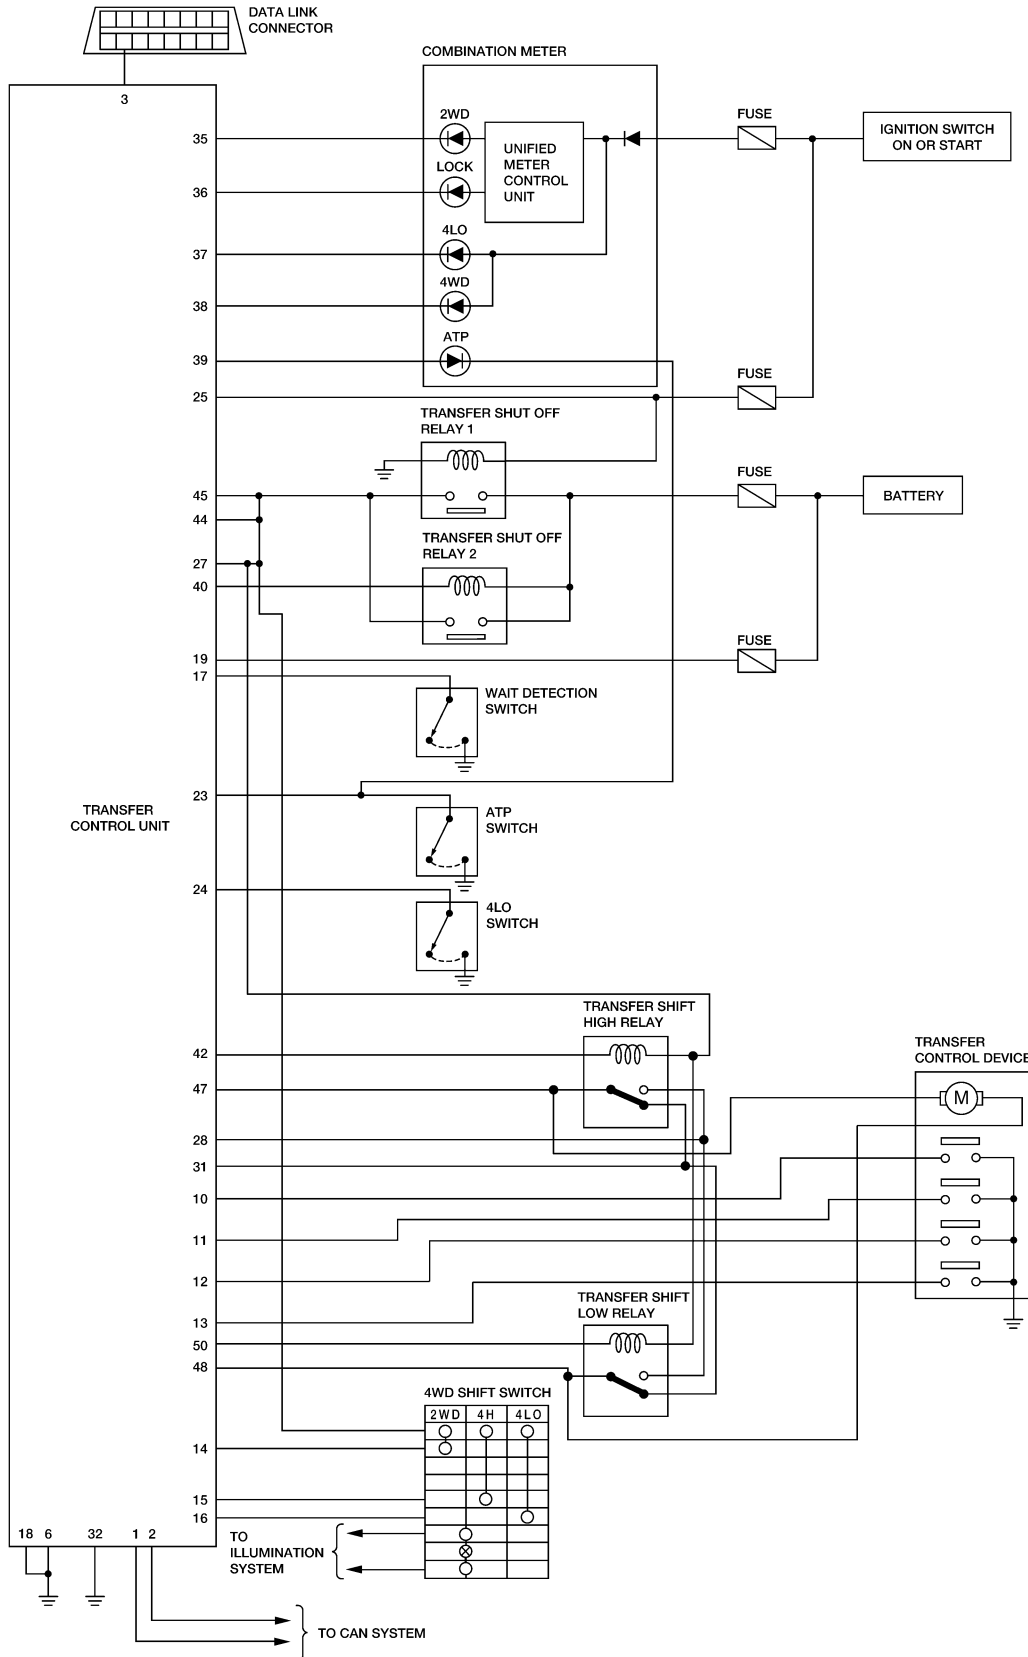 DATA LINK
CONNECTOR
3
COMBINATION METER
35
2WD
UNIFIED
METER
CONTROL
UNIT
FUSE
IGNITION SWITCH
ON OR START
36
LOCK
37
4LO
38
4WD
39
ATP
25
FUSE
TRANSFER SHUT OFF
RELAY 1
45
FUSE
BATTERY
44
TRANSFER SHUT OFF
RELAY 2
27
40
19
FUSE
17
WAIT DETECTION
SWITCH
23
ATP
SWITCH
TRANSFER
CONTROL UNIT
24
4LO
SWITCH
TRANSFER SHIFT
HIGH RELAY
42
TRANSFER
CONTROL DEVICE
47
M
28
31
10
11
12
TRANSFER SHIFT
LOW RELAY
13
50
48
4WD SHIFT SWITCH
2WD 4H 4LO
14
15
16
18 6 32 1 2
TO
ILLUMINATION
SYSTEM
TO CAN SYSTEM